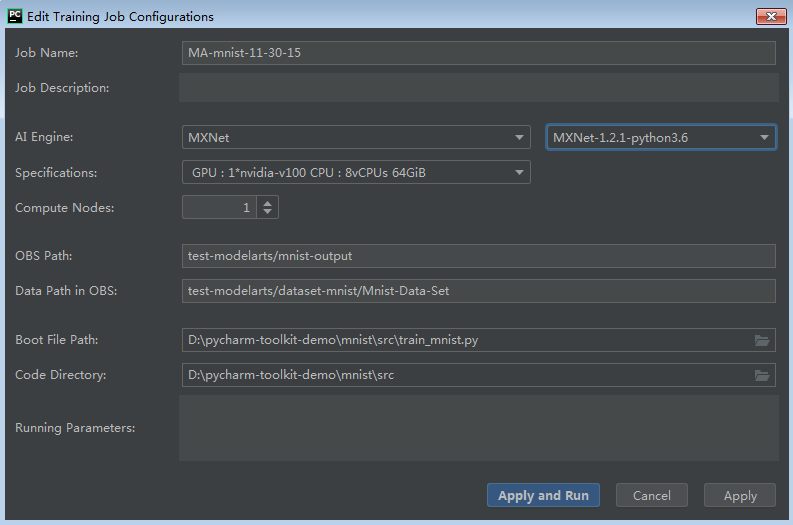 PC Edit Training Job Configurations
Job Name: MA-mnist-11-30-15
Job Description:
AI Engine: MXNet MXNet-1.2.1-python3.6
Specifications: GPU : 1*nvidia-v100 CPU : 8vCPUs 64GiB
Compute Nodes: 1
OBS Path: test-modelarts/mnist-output
Data Path in OBS: test-modelarts/dataset-mnist/Mnist-Data-Set
Boot File Path: D:\pycharm-toolkit-demo\mnist\src\train_mnist.py
Code Directory: D:\pycharm-toolkit-demo\mnist\src
Running Parameters:
Apply and Run Cancel Apply